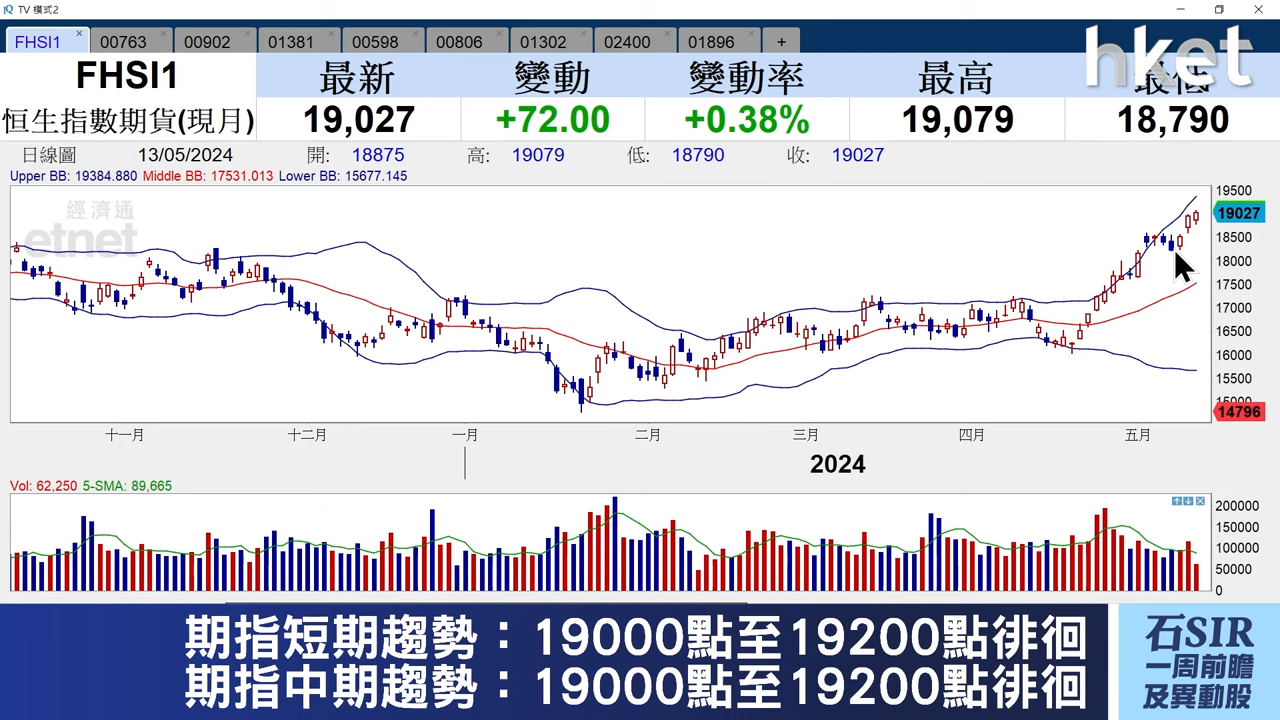 TV 模式2
FHSI1 00763 00902 01381 00598 00806 01302 02400 01896 +
hket
FHSI1 最新 變動 變動率 最高 最低
恒生指數期貨(現月) 19,027 +72.00 +0.38% 19,079 18,790
日線圖 13/05/2024 開: 18875 高: 19079 低: 18790 收: 19027
Upper BB: 19384.880 Middle BB: 17531.013 Lower BB: 15677.145
經濟通
etnet
19500
19027
18500
18000
17500
17000
16500
16000
15500
15000
14796
十一月 十二月 一月 二月 三月 四月 五月
2024
Vol: 62,250 5-SMA: 89,665
200000
150000
100000
50000
0
期指短期趨勢：19000點至19200點徘徊
期指中期趨勢：19000點至19200點徘徊
石SIR
一周前瞻
及異動股